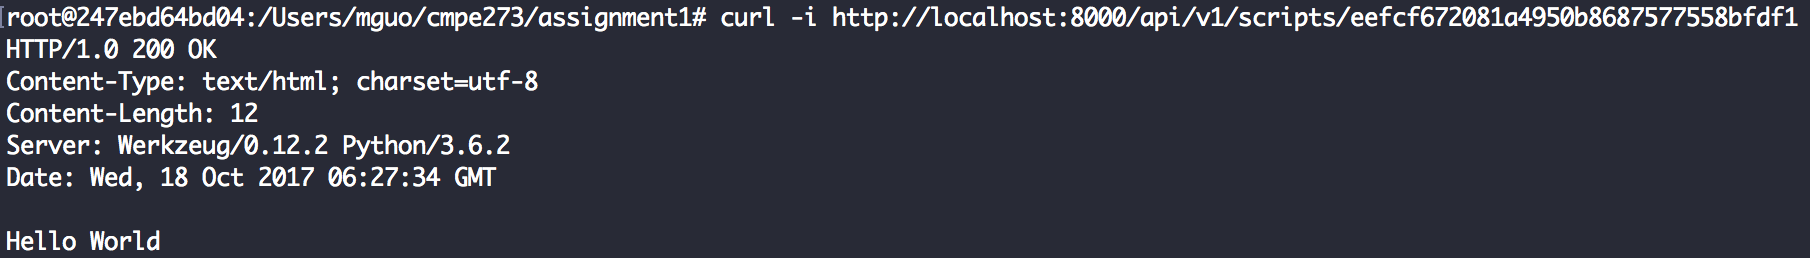 root@247ebd64bd04:/Users/mguo/cmpe273/assignment1# curl -i http://localhost:8000/api/v1/scripts/eefcf672081a4950b8687577558bfdf1
HTTP/1.0 200 OK
Content-Type: text/html; charset=utf-8
Content-Length: 12
Server: Werkzeug/0.12.2 Python/3.6.2
Date: Wed, 18 Oct 2017 06:27:34 GMT
Hello World